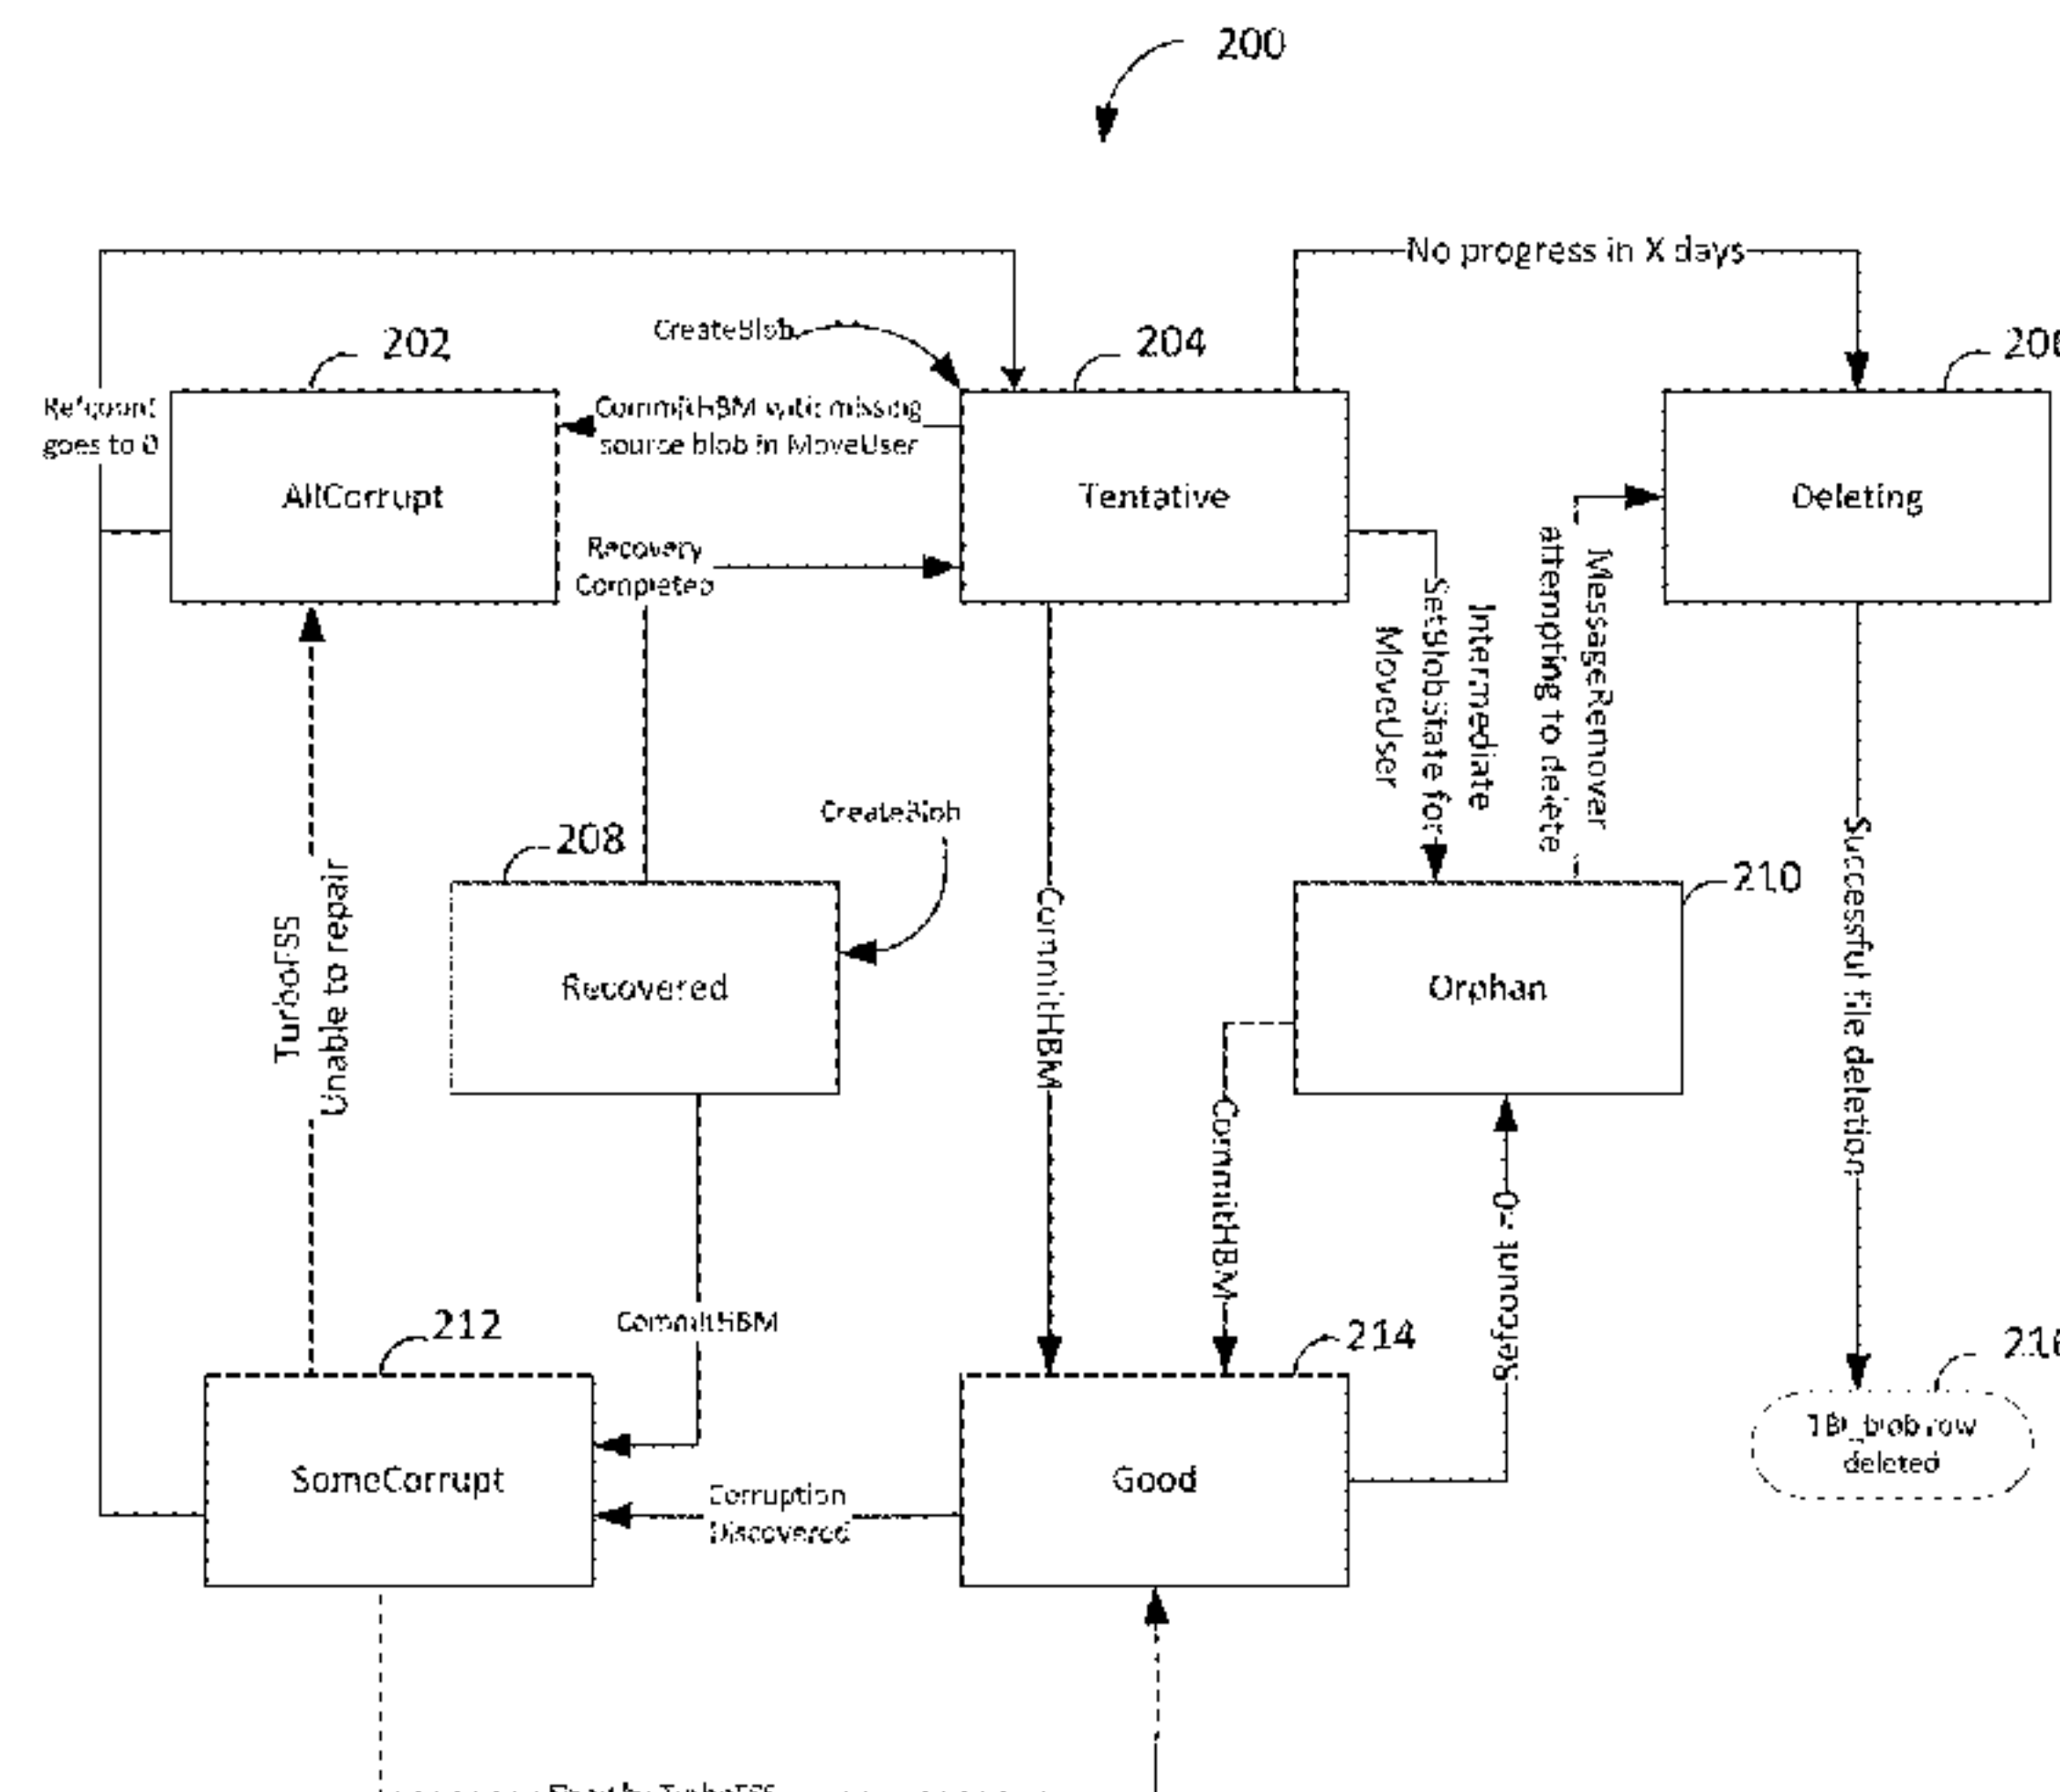 200
No progress in X days
CreateBlob
202
204
Refcount
goes to 0
CommitHBM with missing
source blob in MoveUser
AllCorrupt
Tentative
Deleting
Recovery
Completed
Intermediate
SetBlobState for
MoveUser
MessageRemover
attempting to delete
CreateBlob
208
210
TurboFSS
Unable to repair
Recovered
CommitHBM
Orphan
Successful file deletion
CommitHBM
Refcount = 0
CommitHBM
212
214
SomeCorrupt
Corruption
Discovered
Good
TBL_blob row
deleted